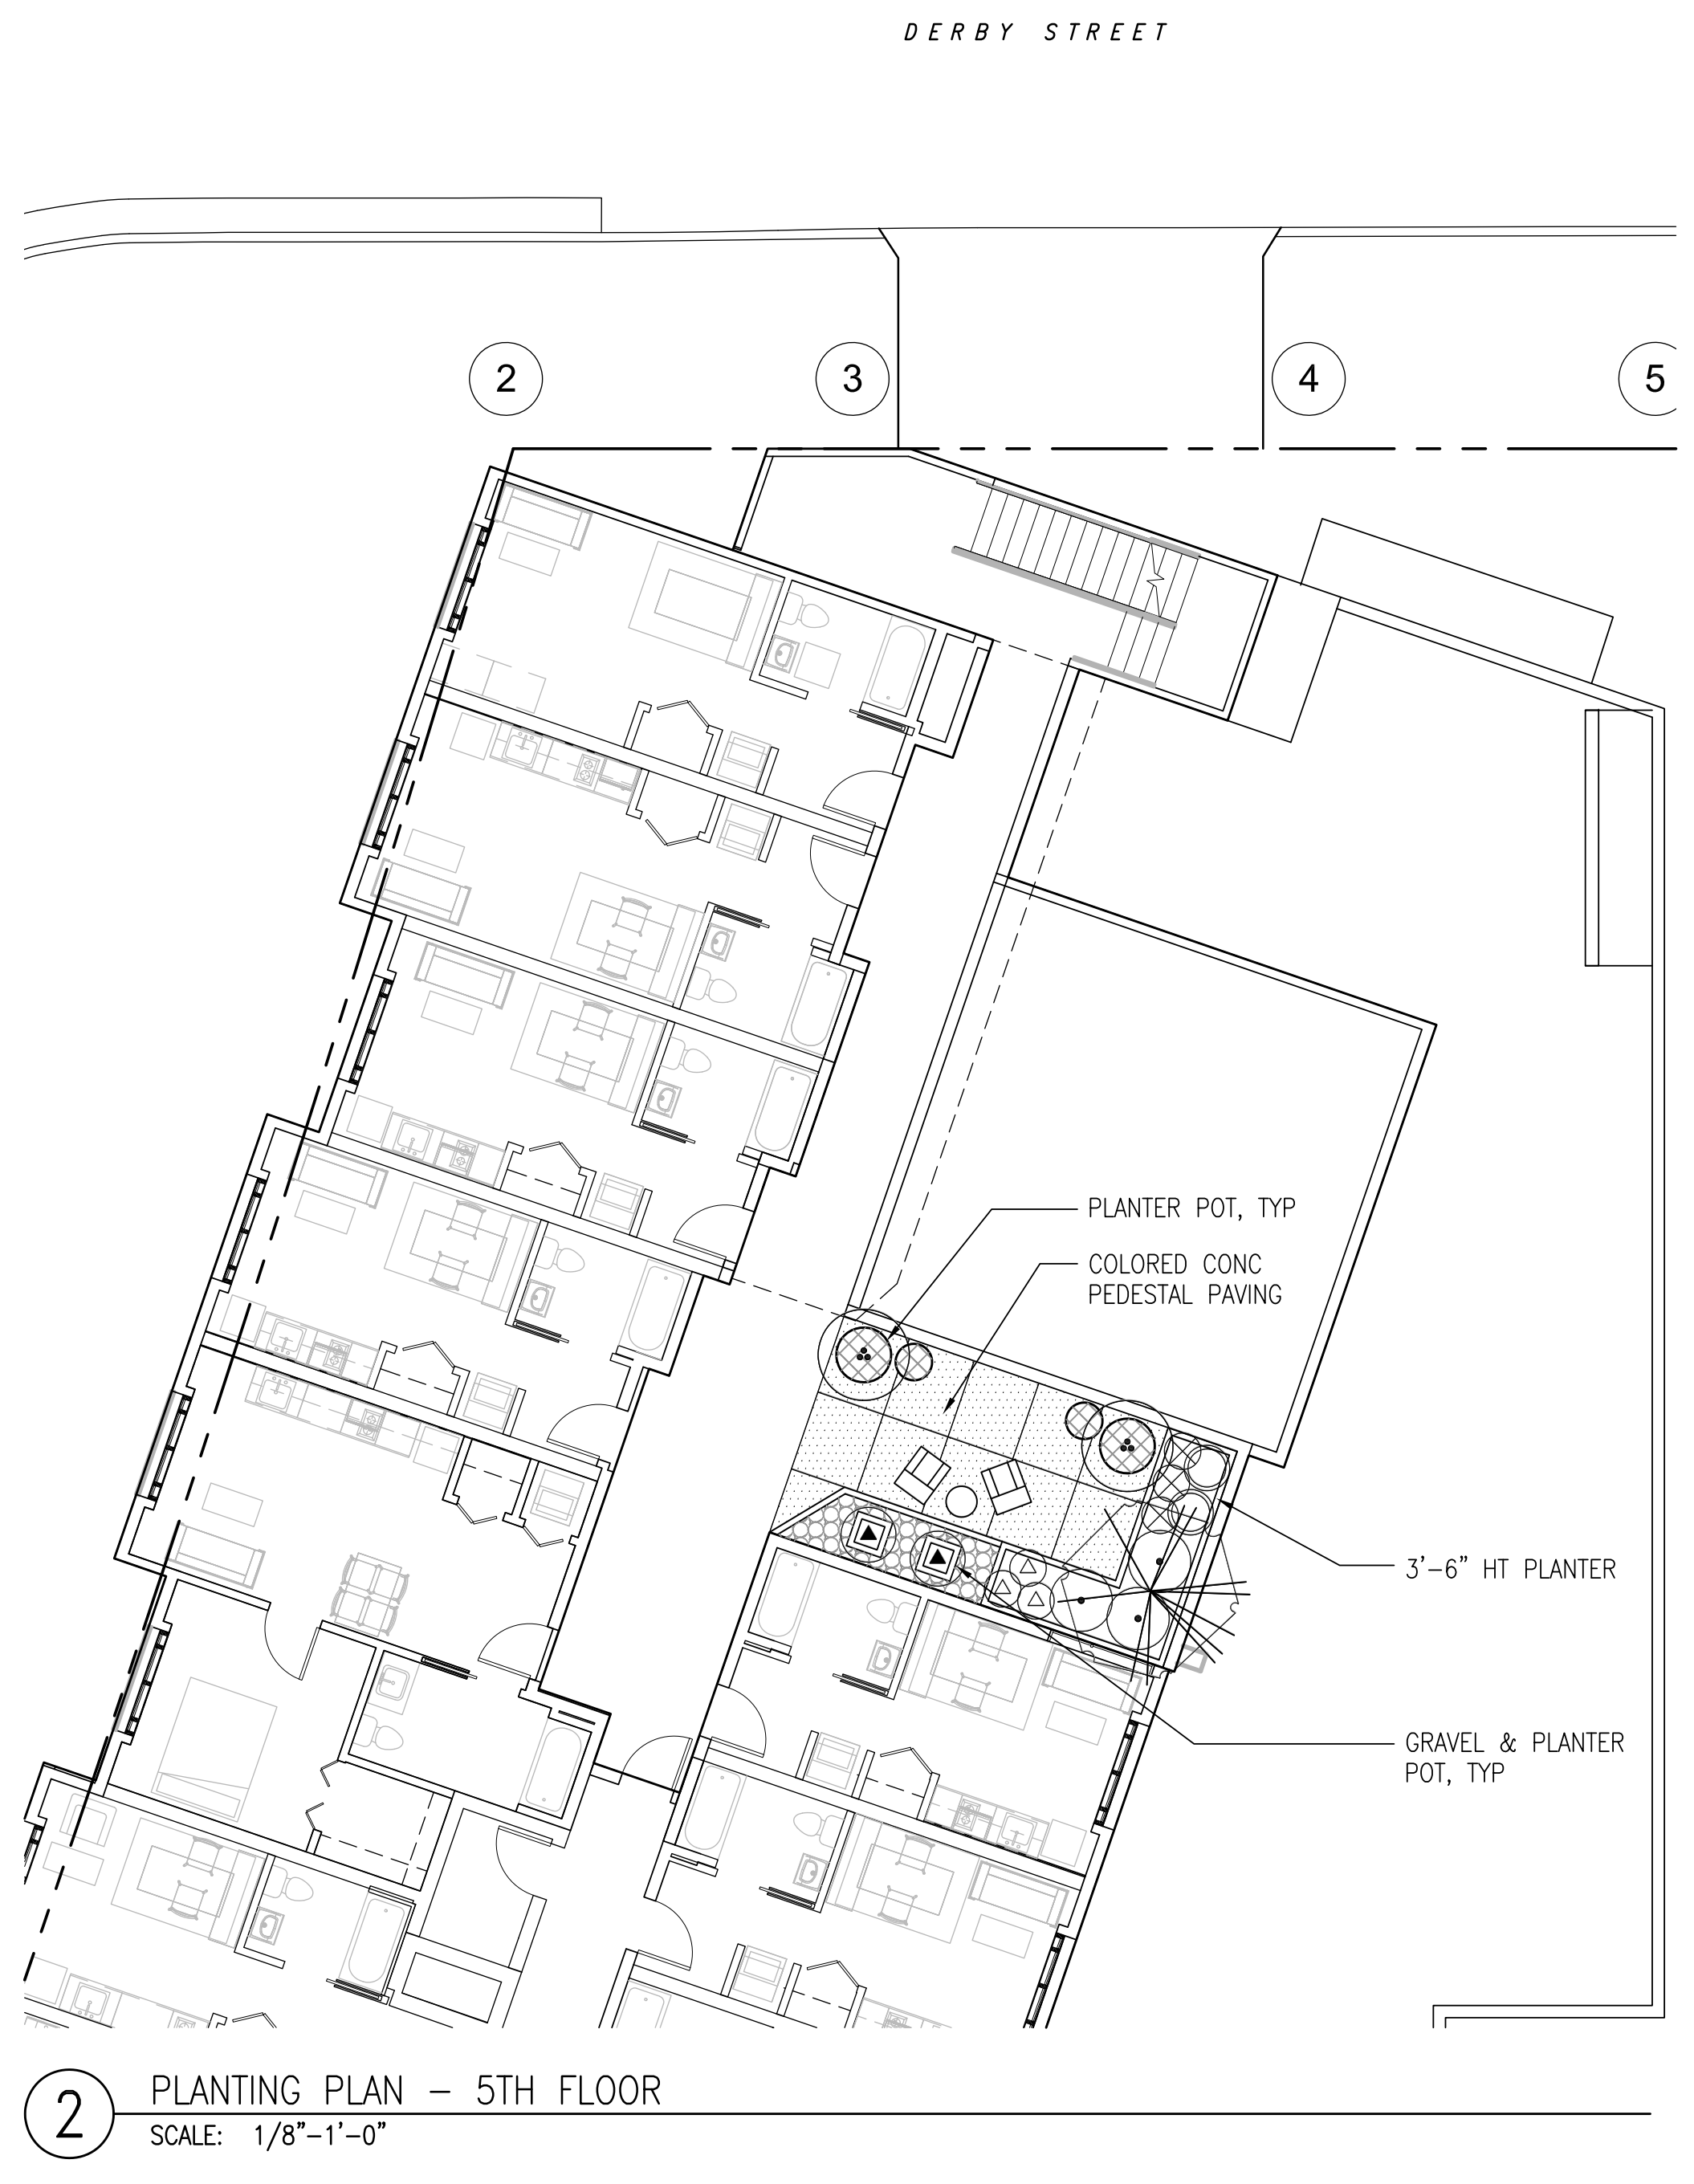 DERBY STREET
2
3
4
5
PLANTER POT, TYP
COLORED CONC
PEDESTAL PAVING
3'-6" HT PLANTER
GRAVEL & PLANTER
POT, TYP
2
PLANTING PLAN - 5TH FLOOR
SCALE: 1/8"-1'-0"